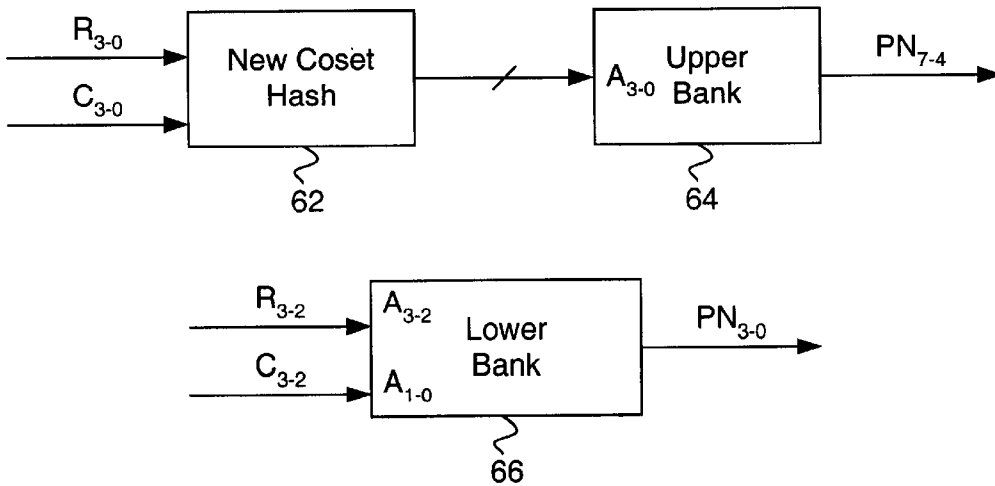 R3-0
C3-0
New Coset
Hash
A3-0
Upper
Bank
PN7-4
62
64
R3-2
C3-2
A3-2
A1-0
Lower
Bank
PN3-0
66